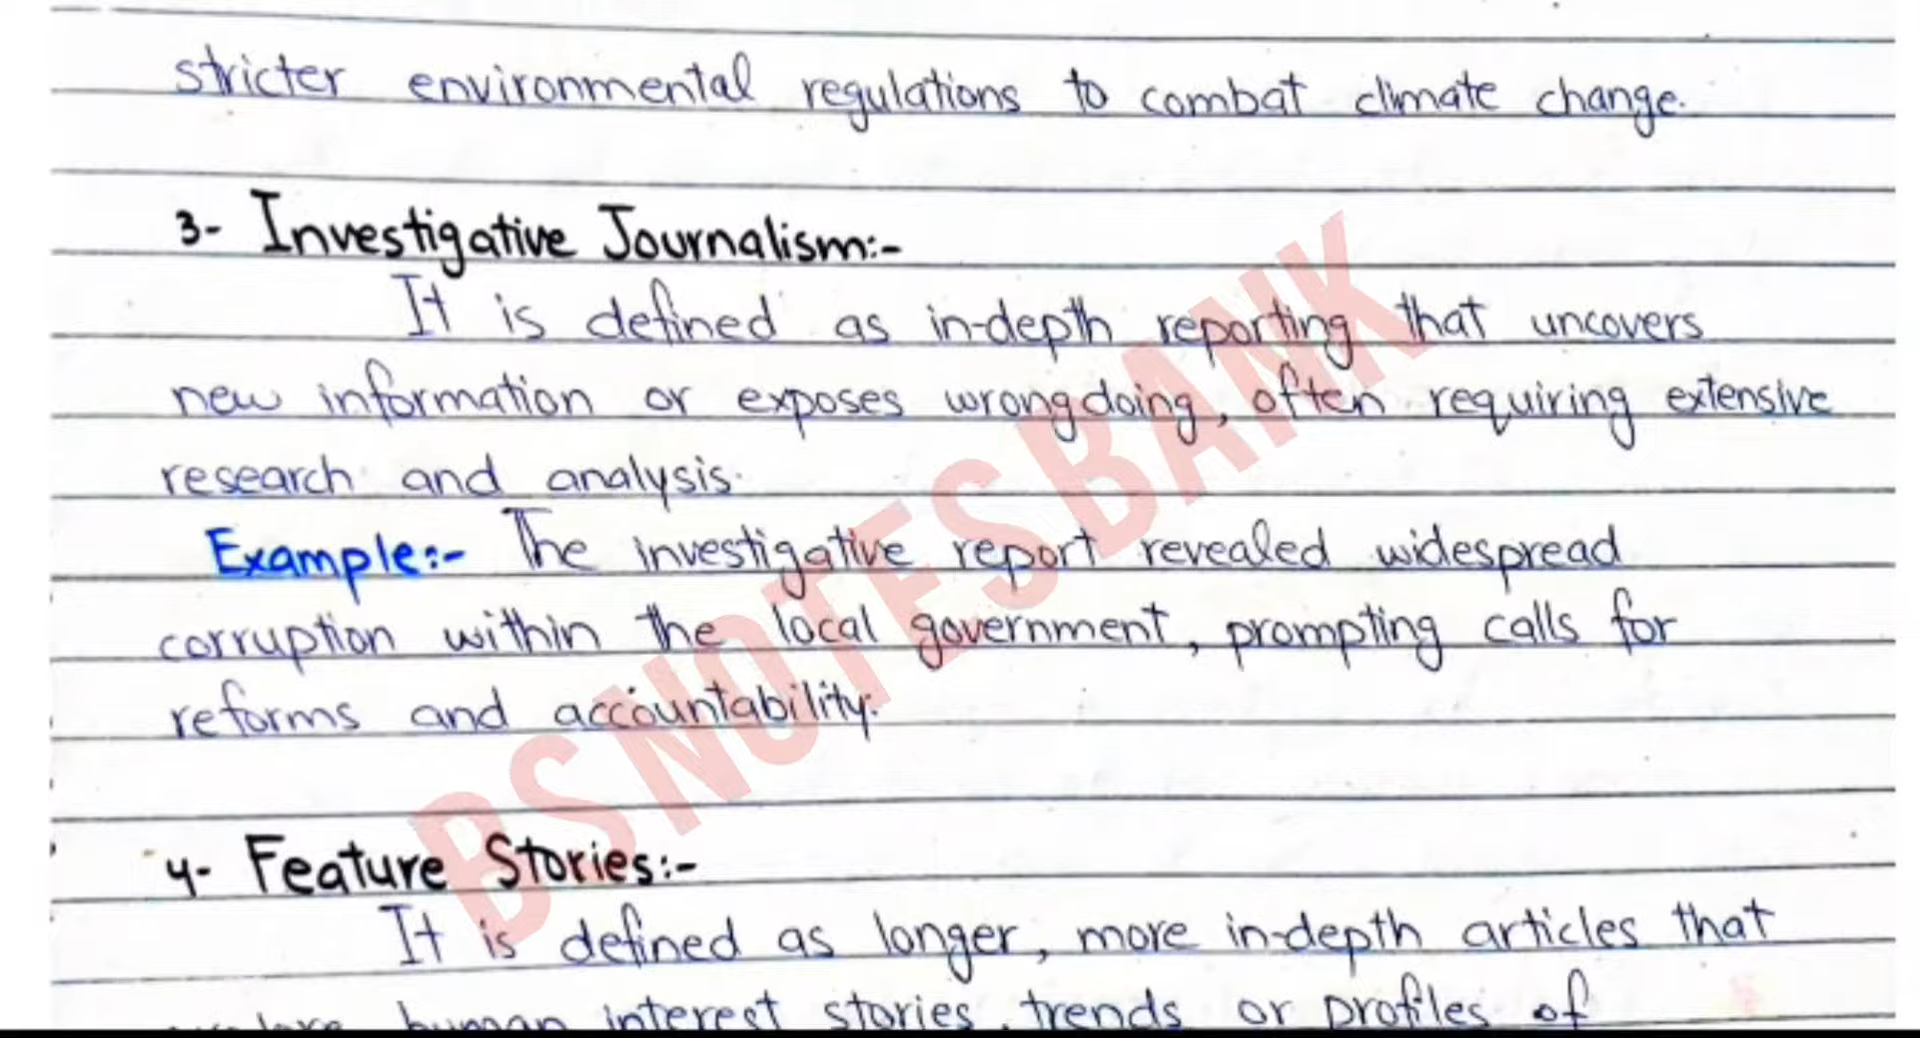 stricter environmental regulations to combat climate change.
3- Investigative Journalism:-
It is defined as in-depth reporting that uncovers
new information or exposes wrongdoing, often requiring extensive
research and analysis.
Example:- The investigative report revealed widespread
corruption within the local government, prompting calls for
reforms and accountability.
4- Feature Stories:-
It is defined as longer, more in-depth articles that
human interest stories, trends or profiles of
BS NOTES BANK